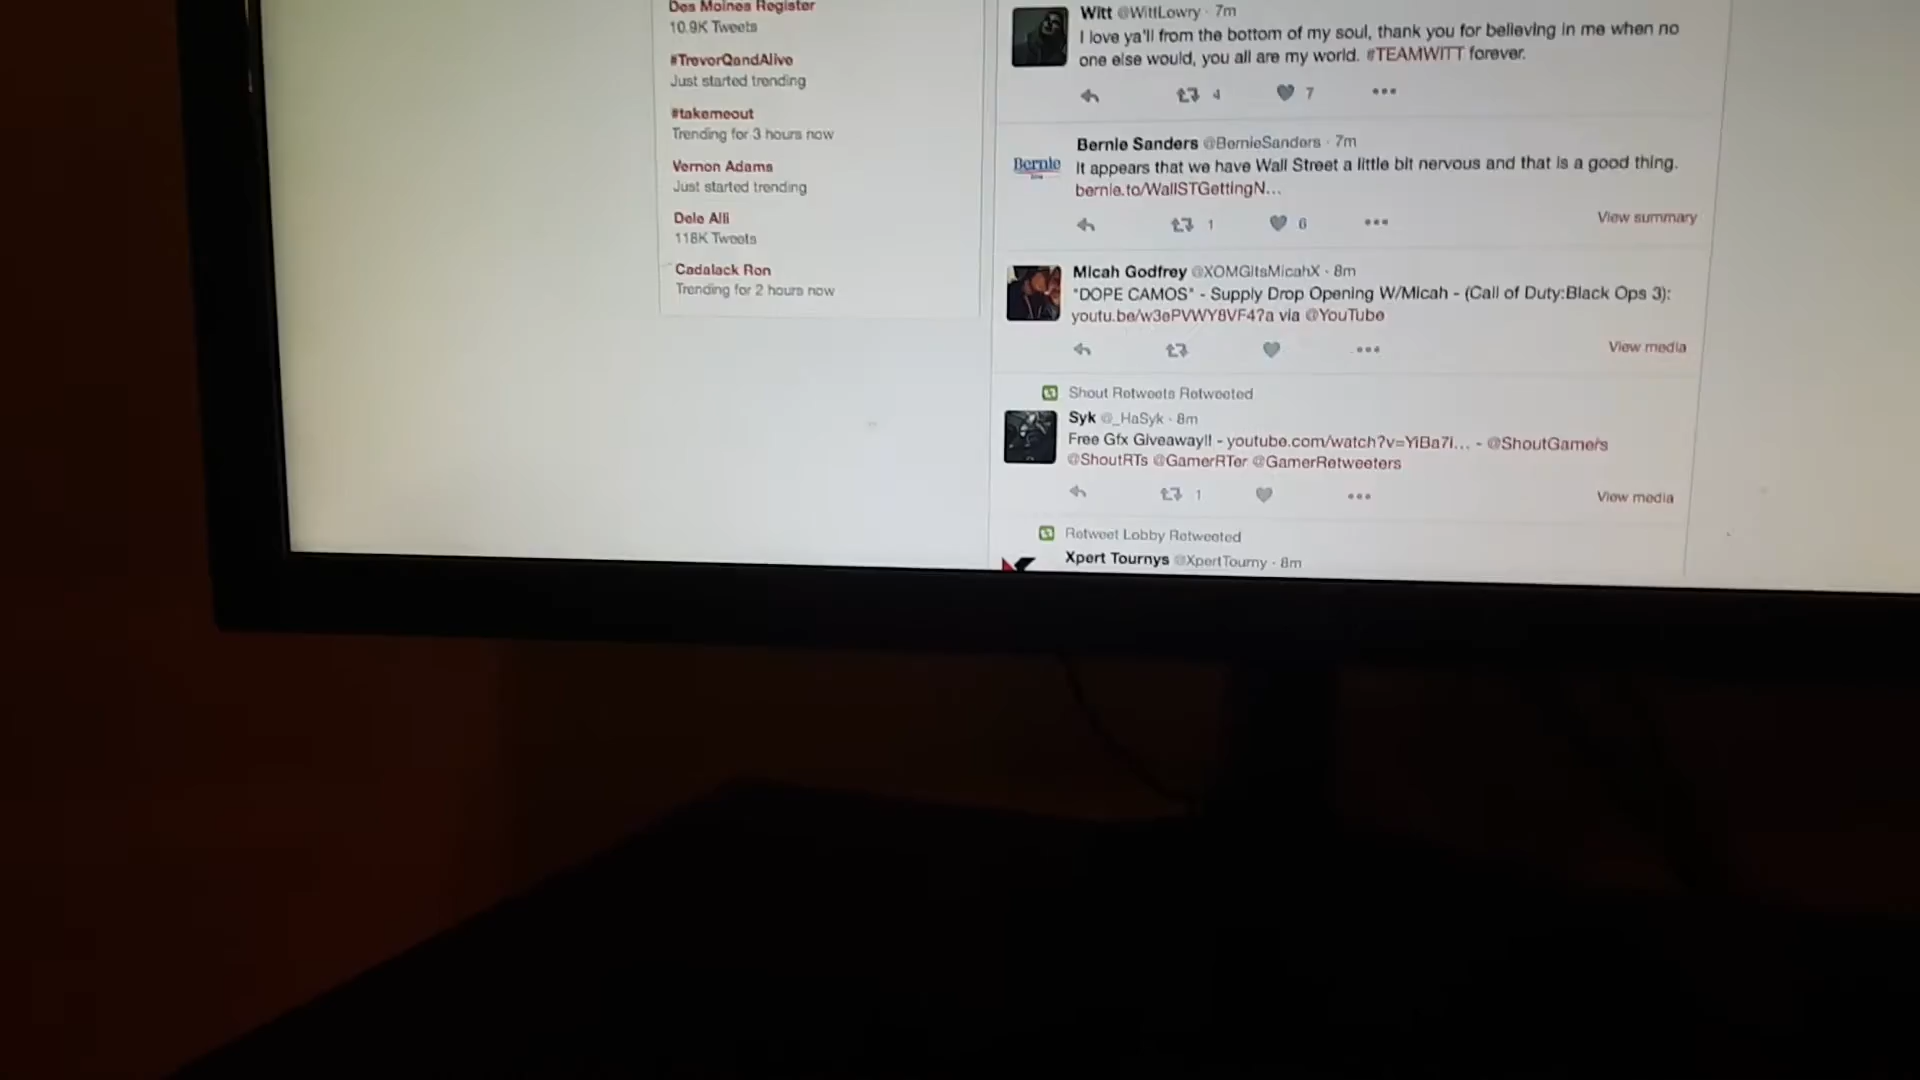 Des Moines Register
10.9K Tweets
#TrevorQandAlive
Just started trending
#takemeout
Trending for 3 hours now
Vernon Adams
Just started trending
Dele Alli
118K Tweets
Cadalack Ron
Trending for 2 hours now
Witt @WittLowry · 7m
I love ya'll from the bottom of my soul, thank you for believing in me when no
one else would, you all are my world. #TEAMWITT forever.
4 7
Bernie Sanders @BernieSanders · 7m
Bernie
It appears that we have Wall Street a little bit nervous and that is a good thing.
bernie.to/WallSTGettingN...
1 6
View summary
Micah Godfrey @XOMGItsMicahX · 8m
"DOPE CAMOS" - Supply Drop Opening W/Micah - (Call of Duty:Black Ops 3):
youtu.be/w3ePVWY8VF4?a via @YouTube
View media
Shout Retweets Retweeted
Syk @_HaSyk · 8m
Free Gfx Giveaway!! - youtube.com/watch?v=YiBa7i... - @ShoutGamers
@ShoutRTs @GamerRTer @GamerRetweeters
1
View media
Retweet Lobby Retweeted
Xpert Tournys @XpertTourny · 8m